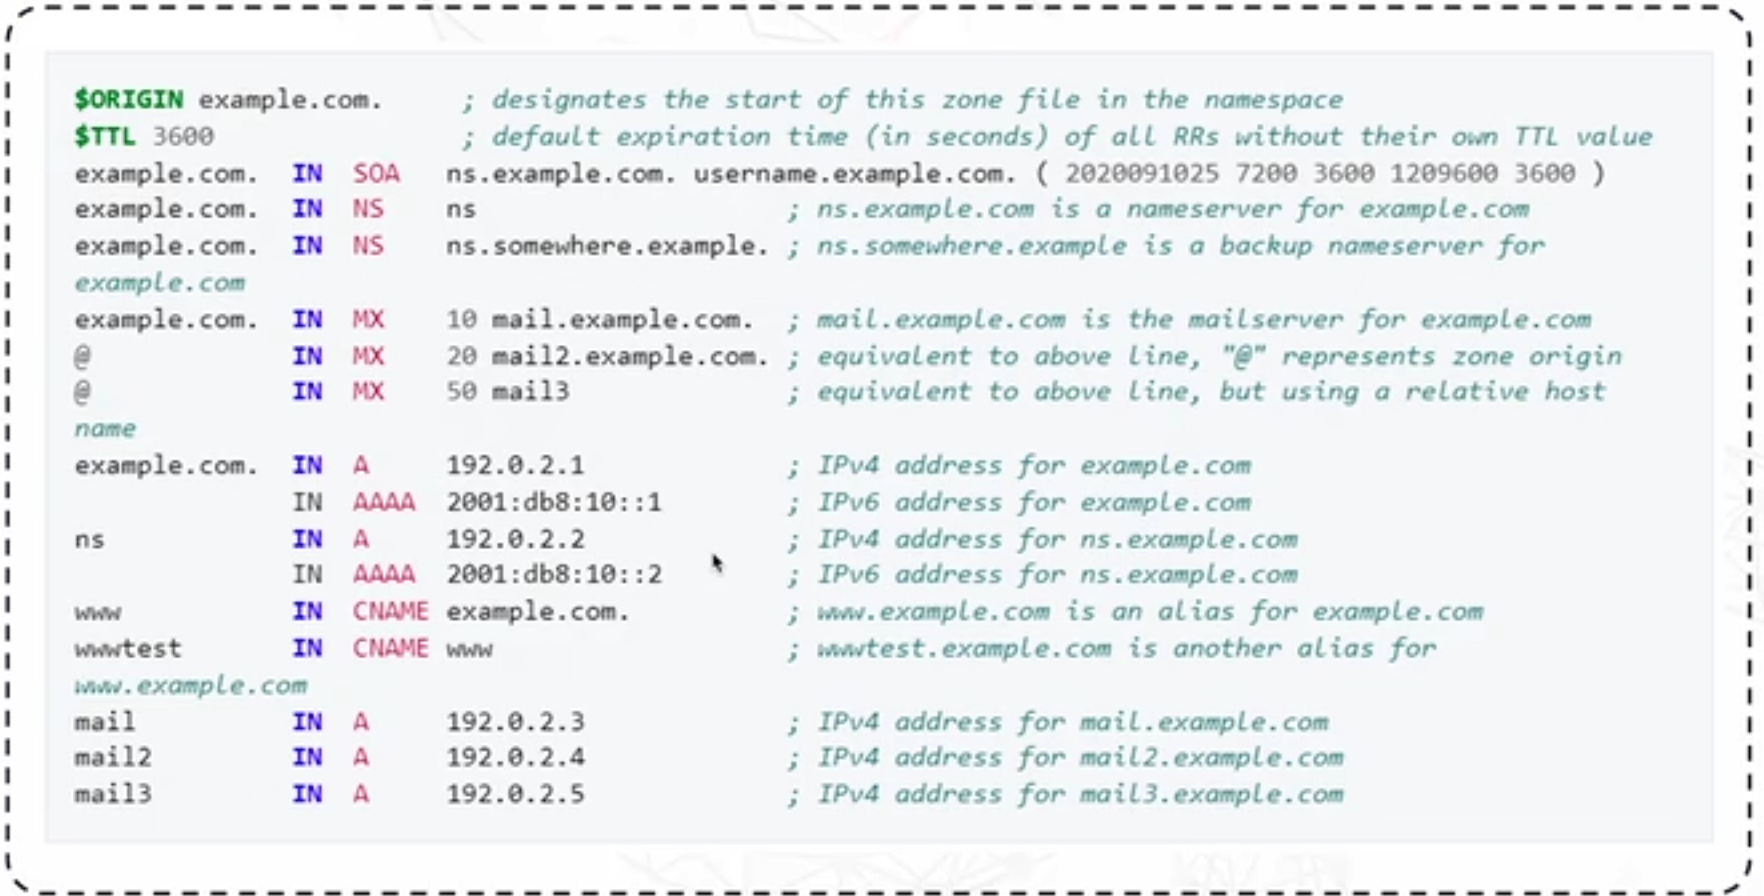 $ORIGIN example.com.     ; designates the start of this zone file in the namespace
$TTL 3600                ; default expiration time (in seconds) of all RRs without their own TTL value
example.com.  IN  SOA   ns.example.com. username.example.com. ( 2020091025 7200 3600 1209600 3600 )
example.com.  IN  NS    ns                    ; ns.example.com is a nameserver for example.com
example.com.  IN  NS    ns.somewhere.example. ; ns.somewhere.example is a backup nameserver for
example.com
example.com.  IN  MX    10 mail.example.com.  ; mail.example.com is the mailserver for example.com
@             IN  MX    20 mail2.example.com. ; equivalent to above line, "@" represents zone origin
@             IN  MX    50 mail3              ; equivalent to above line, but using a relative host
name
example.com.  IN  A     192.0.2.1             ; IPv4 address for example.com
              IN  AAAA  2001:db8:10::1        ; IPv6 address for example.com
ns            IN  A     192.0.2.2             ; IPv4 address for ns.example.com
              IN  AAAA  2001:db8:10::2        ; IPv6 address for ns.example.com
www           IN  CNAME example.com.          ; www.example.com is an alias for example.com
wwwtest       IN  CNAME www                   ; wwwtest.example.com is another alias for
www.example.com
mail          IN  A     192.0.2.3             ; IPv4 address for mail.example.com
mail2         IN  A     192.0.2.4             ; IPv4 address for mail2.example.com
mail3         IN  A     192.0.2.5             ; IPv4 address for mail3.example.com